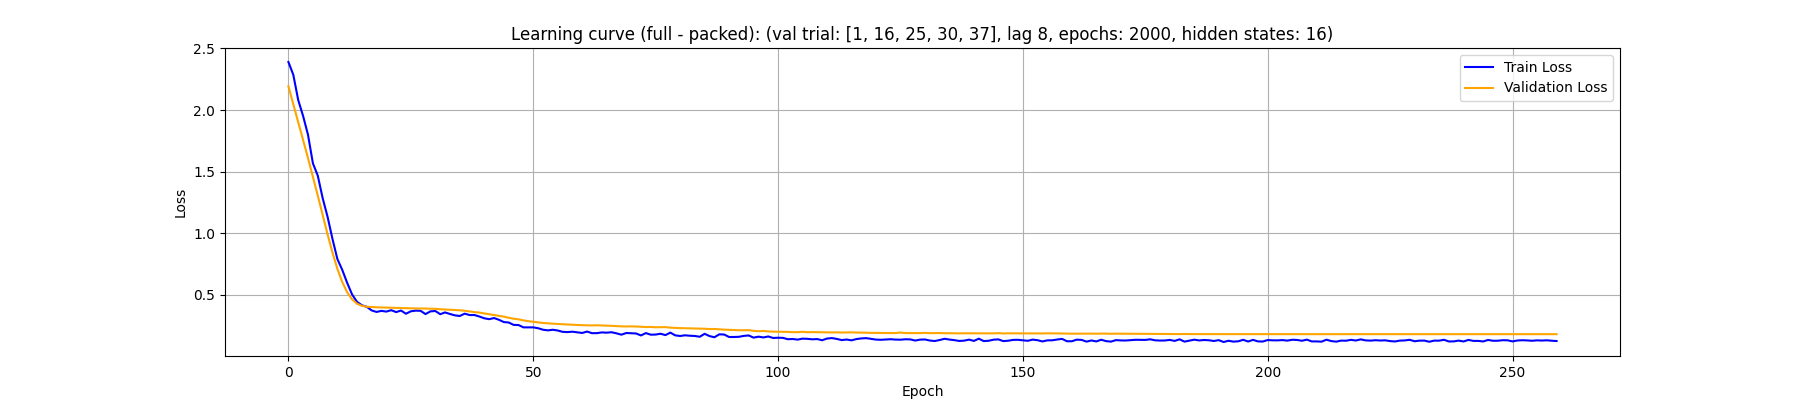 Learning curve (full - packed): (val trial: [1, 16, 25, 30, 37], lag 8, epochs: 2000, hidden states: 16)
Train Loss
Validation Loss
2.5
2.0
1.5
1.0
0.5
Loss
0
50
100
150
200
250
Epoch